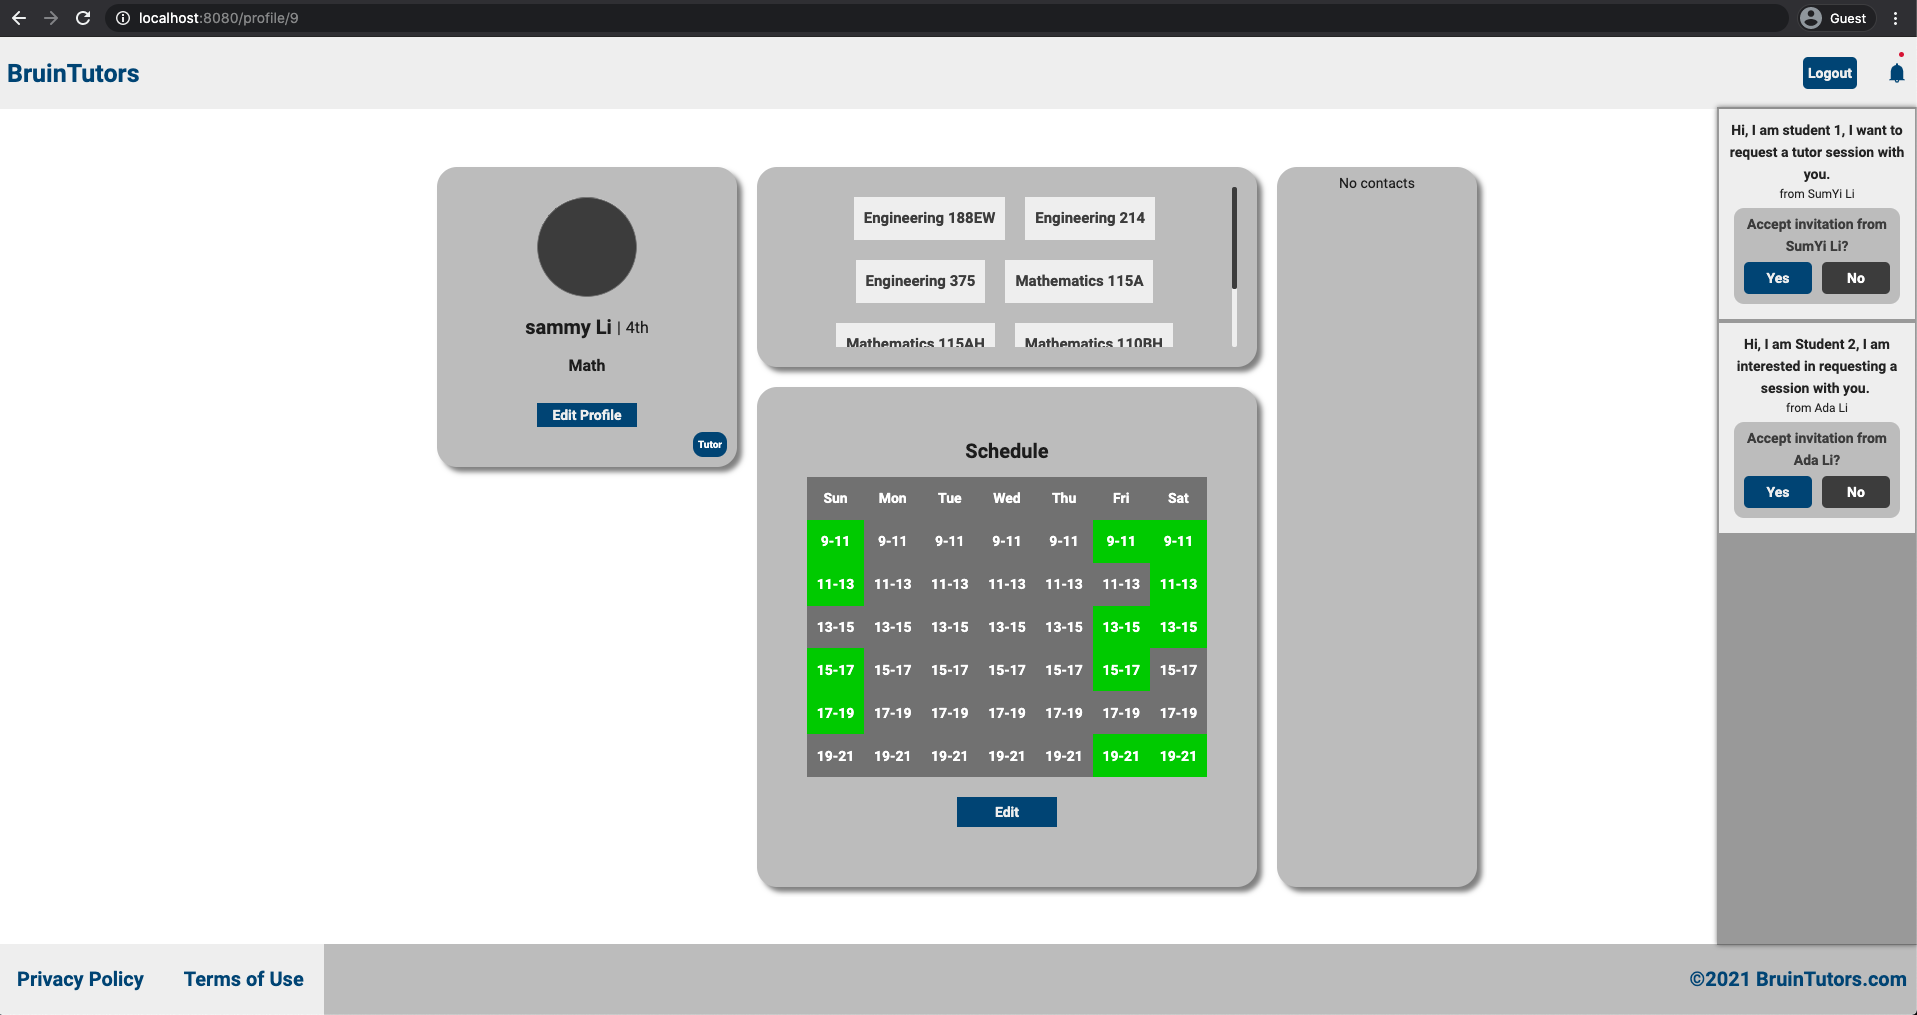 localhost:8080/profile/9
Guest
BruinTutors
Logout
sammy Li | 4th
Math
Edit Profile
Tutor
Engineering 188EW
Engineering 214
Engineering 375
Mathematics 115A
Mathematics 115AH
Mathematics 110BH
Schedule
Sun Mon Tue Wed Thu Fri Sat
9-11 9-11 9-11 9-11 9-11 9-11 9-11
11-13 11-13 11-13 11-13 11-13 11-13 11-13
13-15 13-15 13-15 13-15 13-15 13-15 13-15
15-17 15-17 15-17 15-17 15-17 15-17 15-17
17-19 17-19 17-19 17-19 17-19 17-19 17-19
19-21 19-21 19-21 19-21 19-21 19-21 19-21
Edit
No contacts
Hi, I am student 1, I want to
request a tutor session with
you.
from SumYi Li
Accept invitation from
SumYi Li?
Yes
No
Hi, I am Student 2, I am
interested in requesting a
session with you.
from Ada Li
Accept invitation from
Ada Li?
Yes
No
Privacy Policy
Terms of Use
©2021 BruinTutors.com